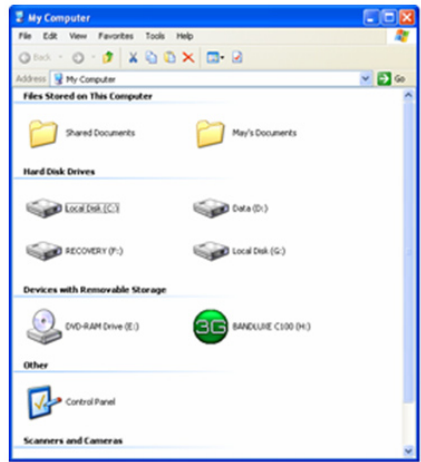 My Computer
File Edit View Favorites Tools Help
Back
Address My Computer Go
Files Stored on This Computer
Shared Documents May's Documents
Hard Disk Drives
Local Disk (C:) Data (D:)
RECOVERY (F:) Local Disk (G:)
Devices with Removable Storage
DVD-RAM Drive (E:) 3G BANDLUXE C100 (H:)
Other
Control Panel
Scanners and Cameras